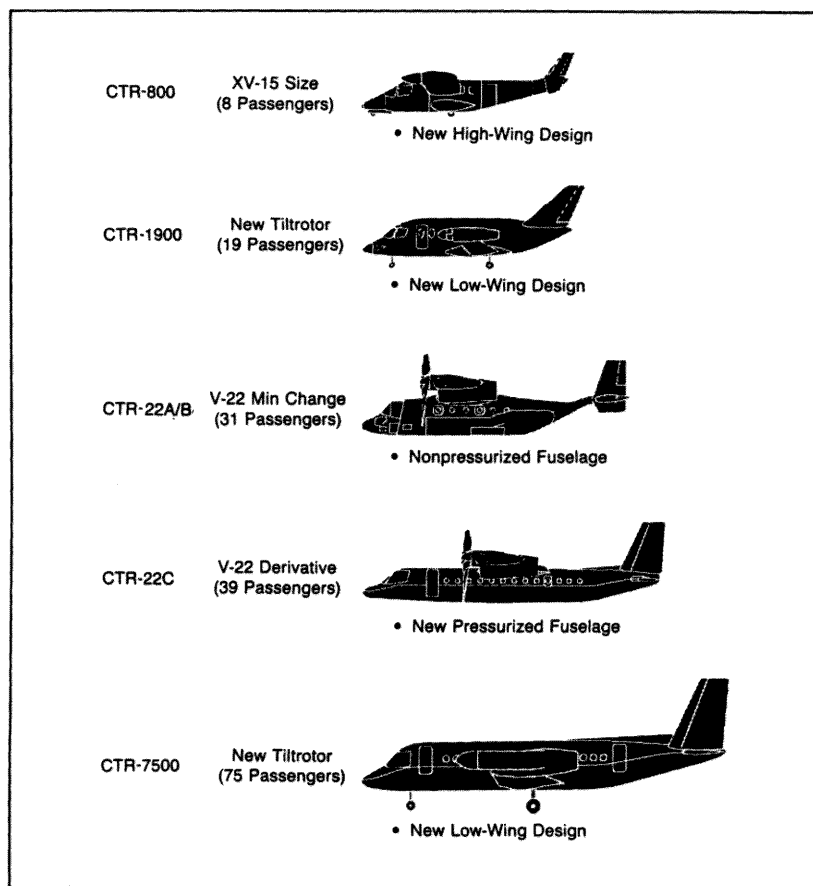 CTR-800
XV-15 Size
(8 Passengers)
• New High-Wing Design
CTR-1900
New Tiltrotor
(19 Passengers)
• New Low-Wing Design
CTR-22A/B
V-22 Min Change
(31 Passengers)
• Nonpressurized Fuselage
CTR-22C
V-22 Derivative
(39 Passengers)
• New Pressurized Fuselage
CTR-7500
New Tiltrotor
(75 Passengers)
• New Low-Wing Design